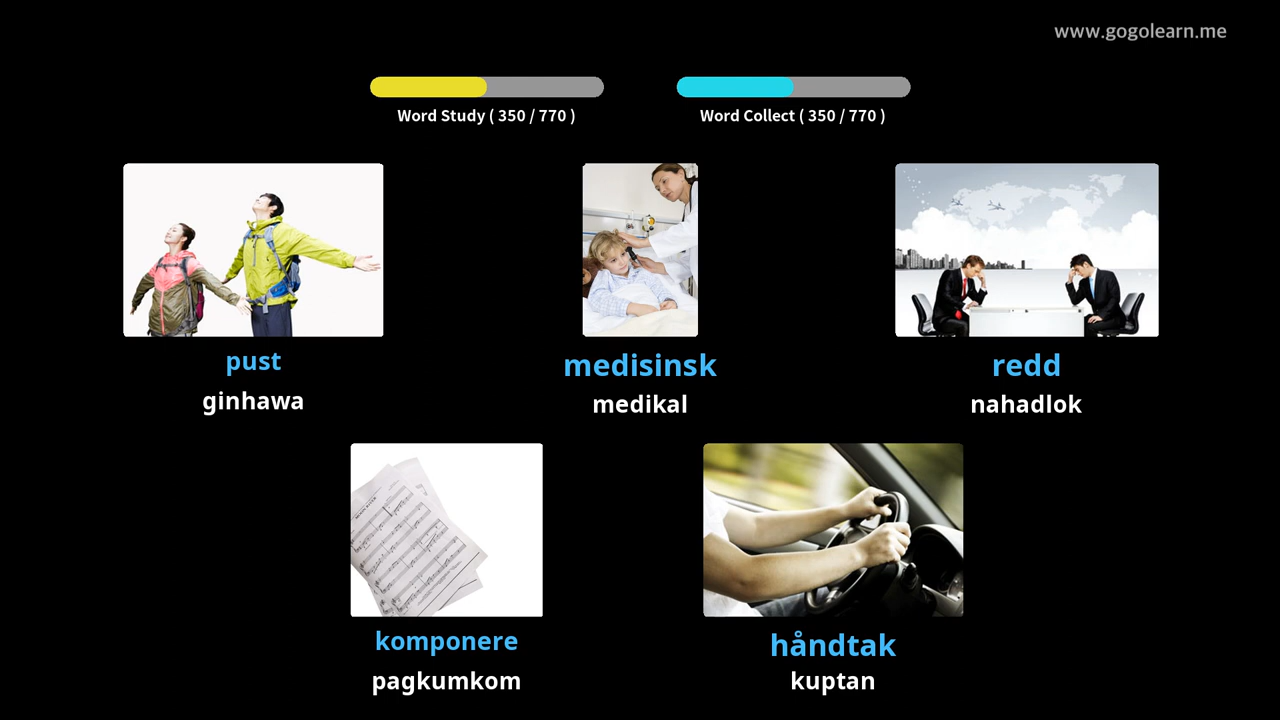 www.gogolearn.me
Word Study ( 350 / 770 )
Word Collect ( 350 / 770 )
pust
ginhawa
medisinsk
medikal
redd
nahadlok
komponere
pagkumkom
håndtak
kuptan